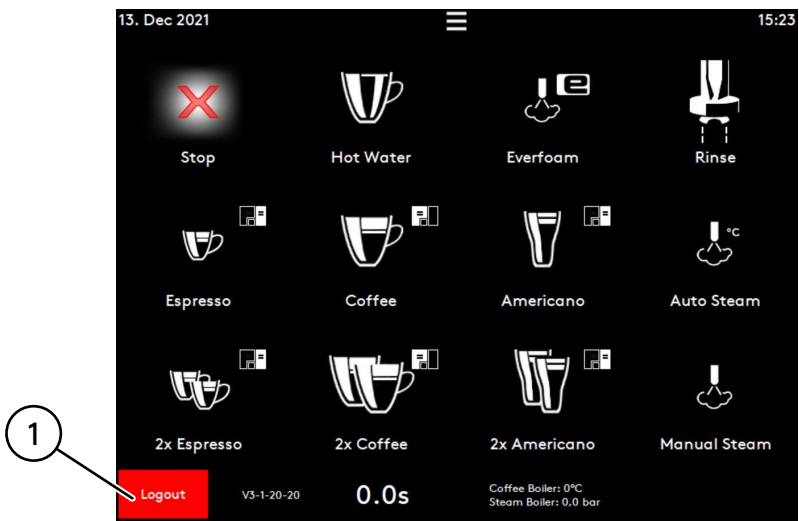 13. Dec 2021
15:23
e
Stop
Hot Water
Everfoam
Rinse
°C
Espresso
Coffee
Americano
Auto Steam
2x Espresso
2x Coffee
2x Americano
Manual Steam
1
Logout
V3-1-20-20
0.0s
Coffee Boiler: 0°C
Steam Boiler: 0,0 bar